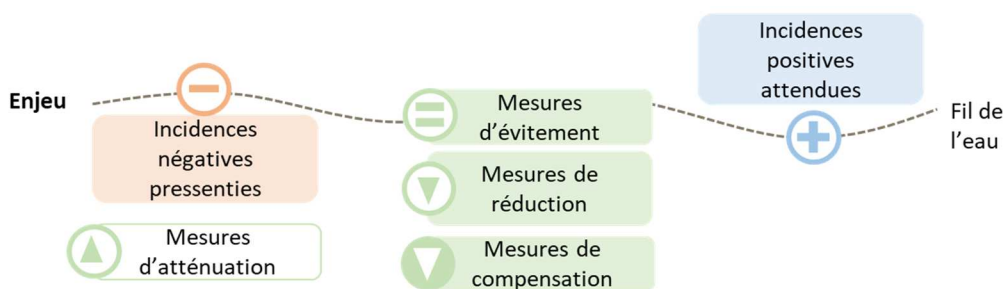 Enjeu
Incidences
négatives
pressenties
Mesures
d’atténuation
Mesures
d’évitement
Mesures de
réduction
Mesures de
compensation
Incidences
positives
attendues
Fil de
l’eau